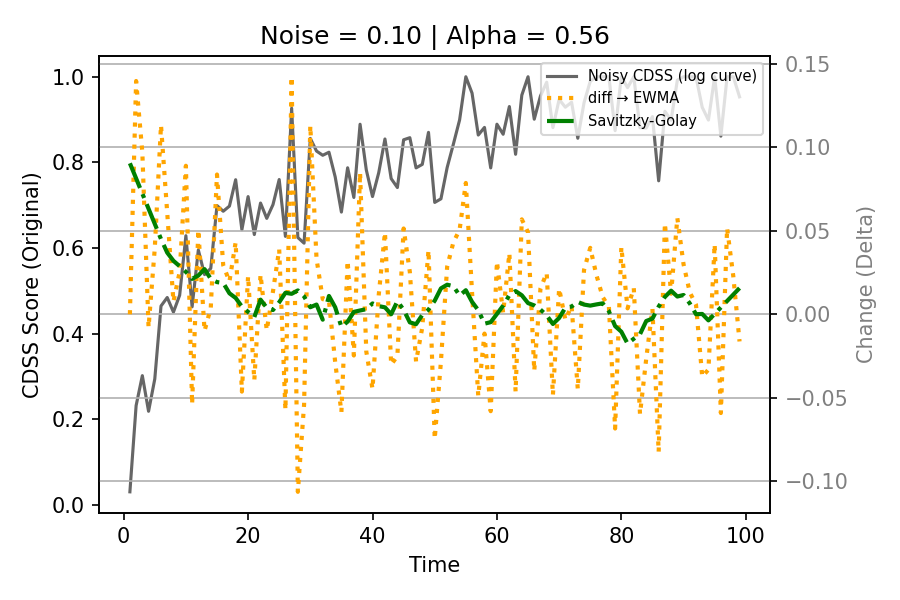 Noise = 0.10 | Alpha = 0.56
Noisy CDSS (log curve)
diff → EWMA
Savitzky-Golay
CDSS Score (Original)
1.0
0.8
0.6
0.4
0.2
0.0
0.15
0.10
0.05
0.00
−0.05
−0.10
Change (Delta)
0
20
40
60
80
100
Time